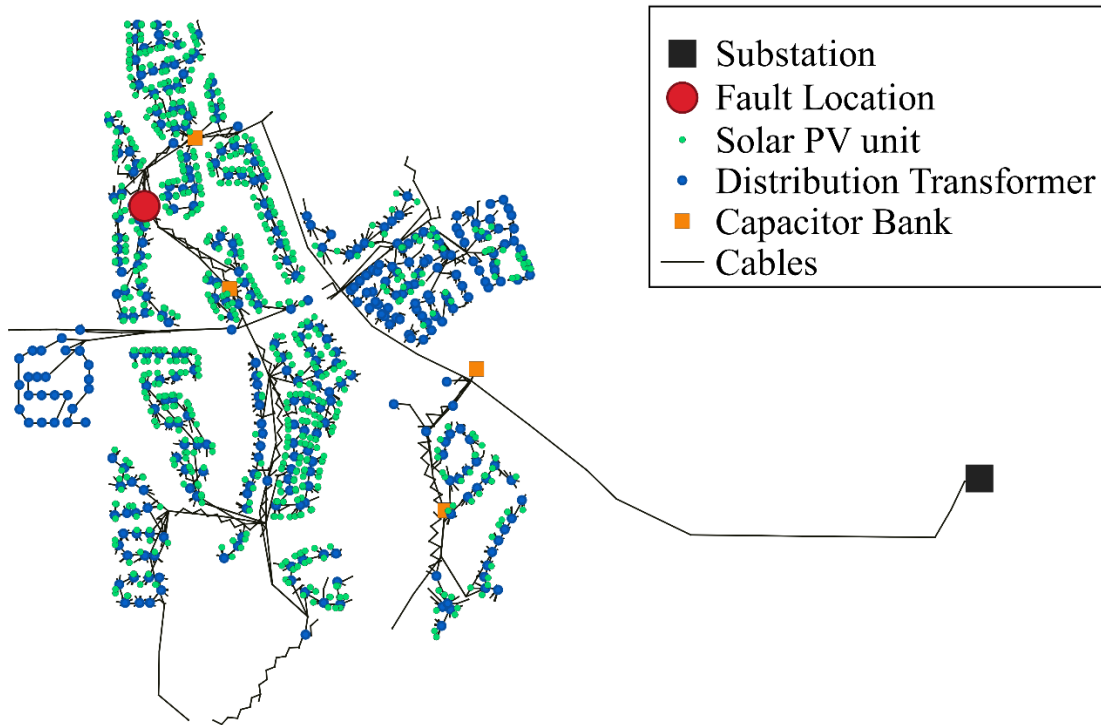 Substation
Fault Location
Solar PV unit
Distribution Transformer
Capacitor Bank
Cables